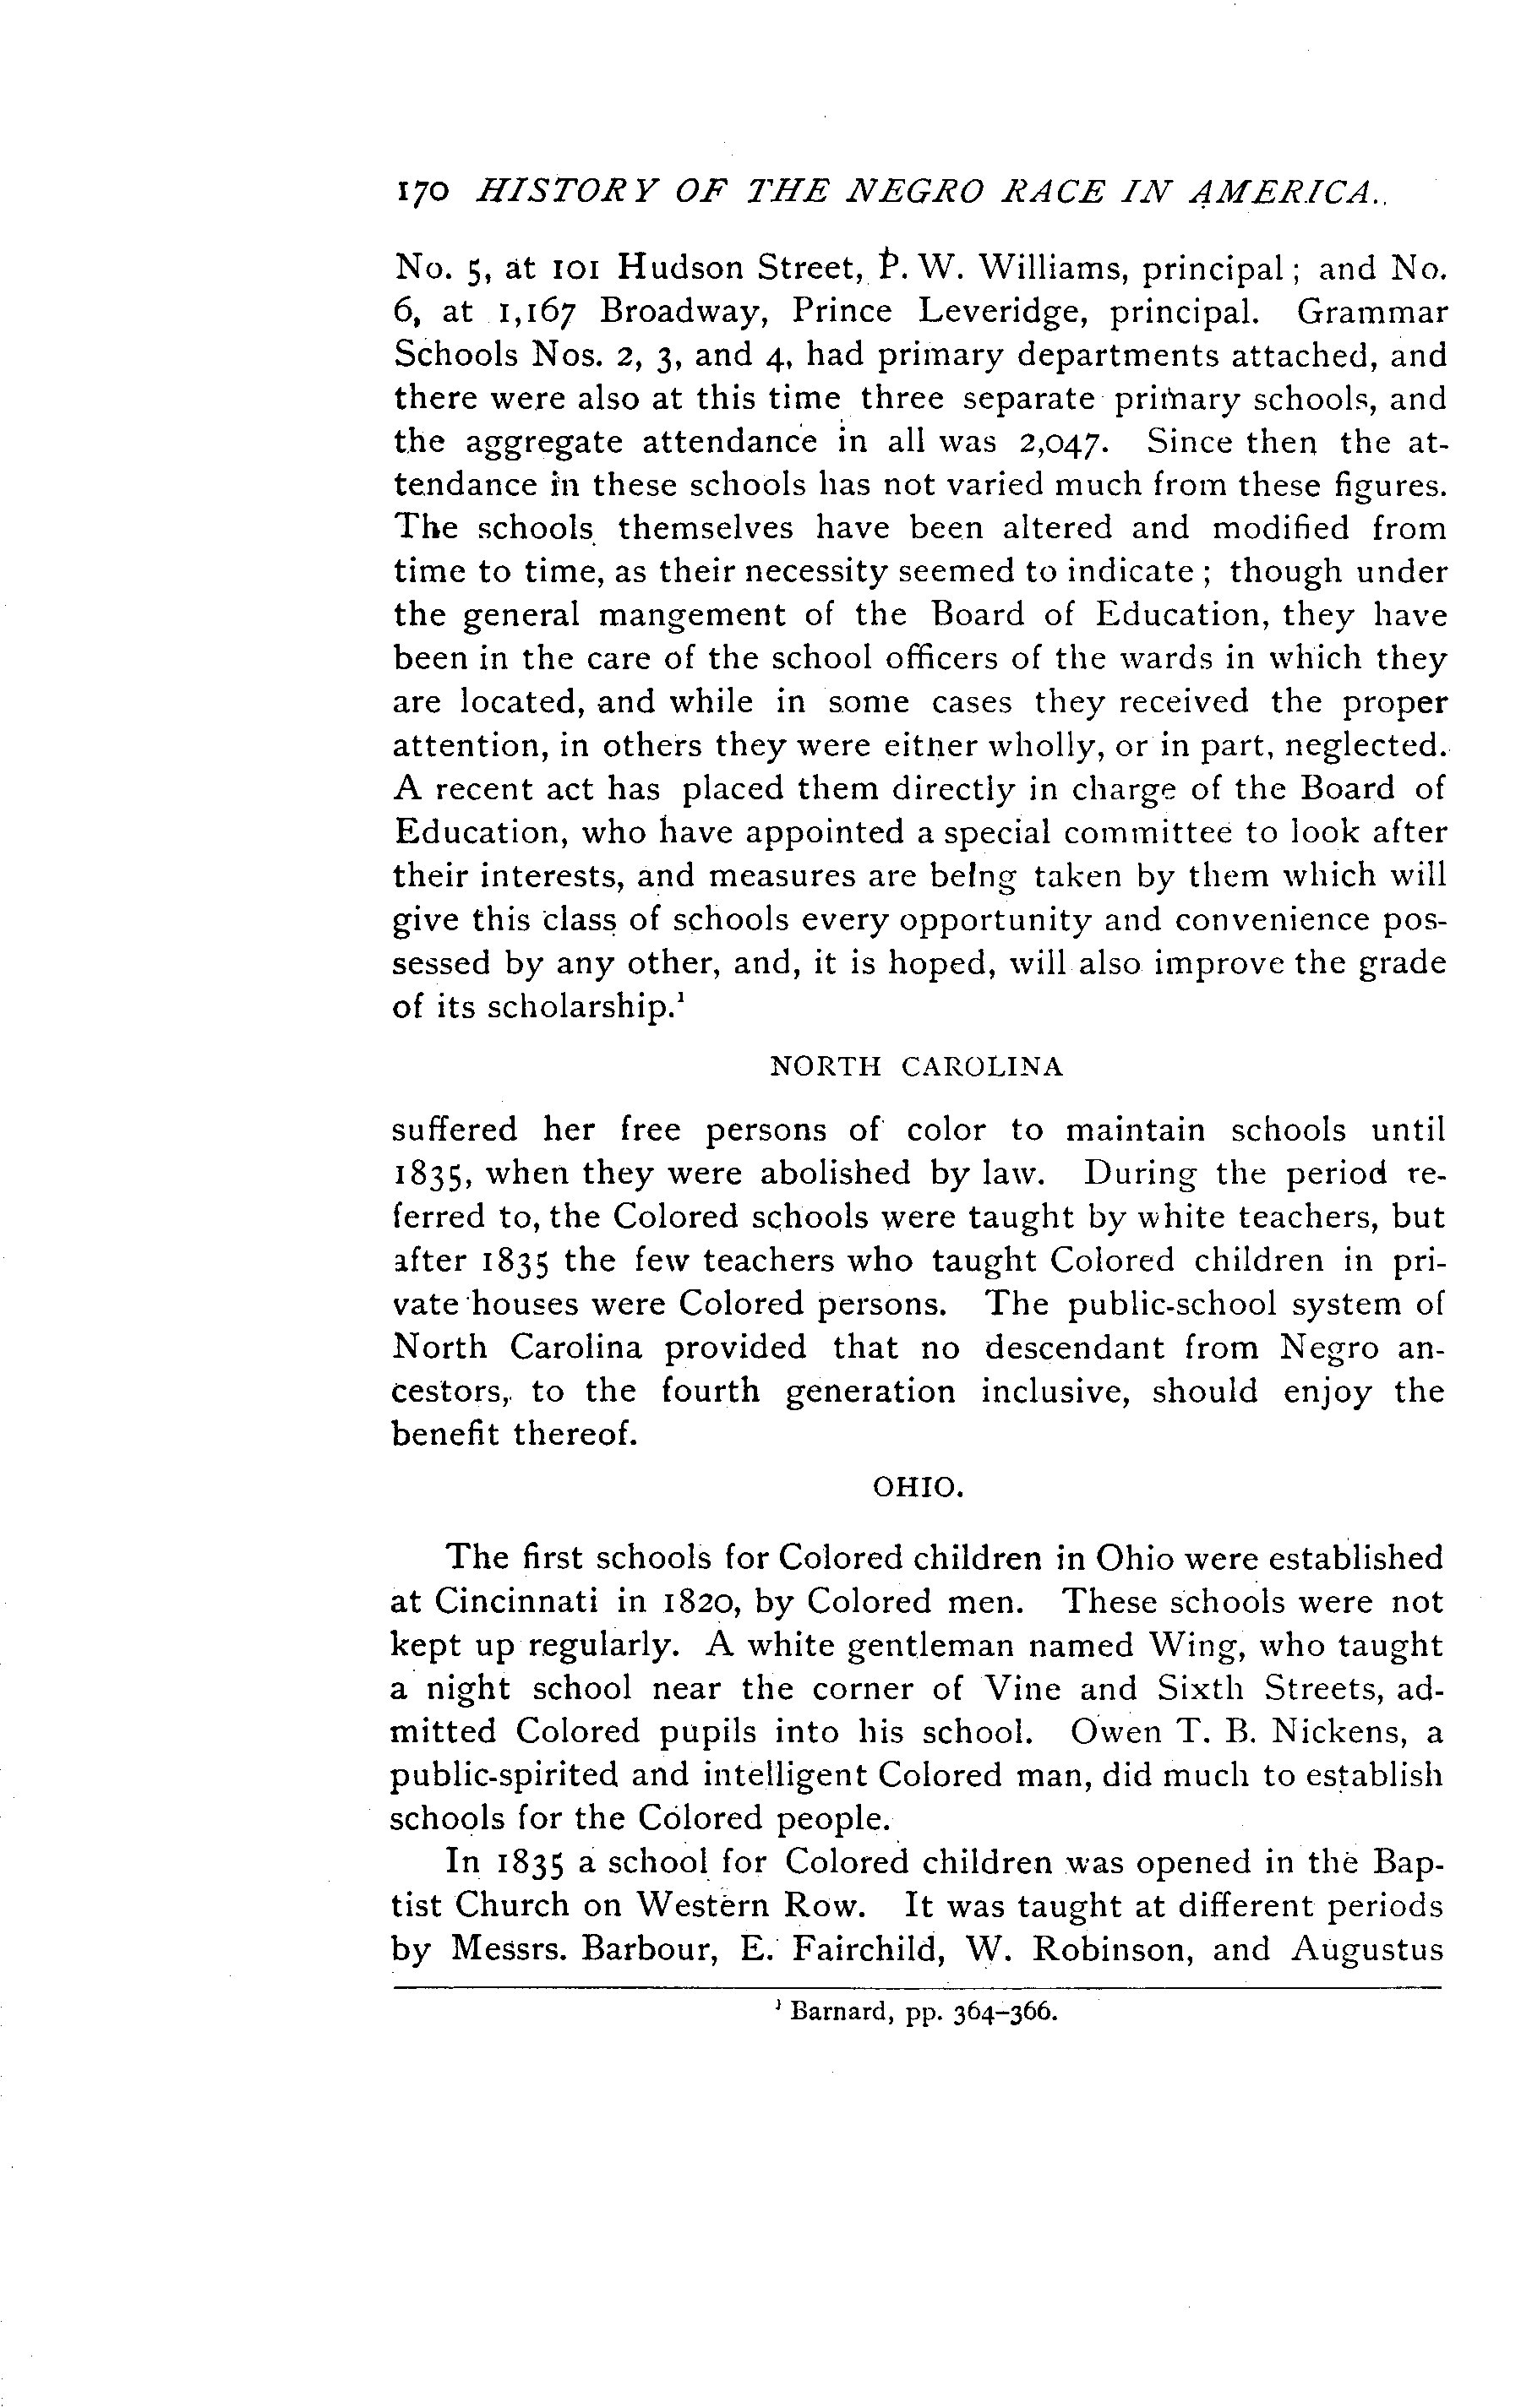 170 HISTORY OF THE NEGRO RACE IN AMERICA.
No. 5, at 101 Hudson Street, P. W. Williams, principal ; and No.
6, at 1,167 Broadway, Prince Leveridge, principal. Grammar
Schools Nos. 2, 3, and 4, had primary departments attached, and
there were also at this time three separate primary schools, and
the aggregate attendance in all was 2,047. Since then the at-
tendance in these schools has not varied much from these figures.
The schools themselves have been altered and modified from
time to time, as their necessity seemed to indicate ; though under
the general mangement of the Board of Education, they have
been in the care of the school officers of the wards in which they
are located, and while in some cases they received the proper
attention, in others they were either wholly, or in part, neglected.
A recent act has placed them directly in charge of the Board of
Education, who have appointed a special committee to look after
their interests, and measures are being taken by them which will
give this class of schools every opportunity and convenience pos-
sessed by any other, and, it is hoped, will also improve the grade
of its scholarship.¹
NORTH CAROLINA
suffered her free persons of color to maintain schools until
1835, when they were abolished by law. During the period re-
ferred to, the Colored schools were taught by white teachers, but
after 1835 the few teachers who taught Colored children in pri-
vate houses were Colored persons. The public-school system of
North Carolina provided that no descendant from Negro an-
cestors, to the fourth generation inclusive, should enjoy the
benefit thereof.
OHIO.
The first schools for Colored children in Ohio were established
at Cincinnati in 1820, by Colored men. These schools were not
kept up regularly. A white gentleman named Wing, who taught
a night school near the corner of Vine and Sixth Streets, ad-
mitted Colored pupils into his school. Owen T. B. Nickens, a
public-spirited and intelligent Colored man, did much to establish
schools for the Colored people.
In 1835 a school for Colored children was opened in the Bap-
tist Church on Western Row. It was taught at different periods
by Messrs. Barbour, E. Fairchild, W. Robinson, and Augustus
¹ Barnard, pp. 364–366.